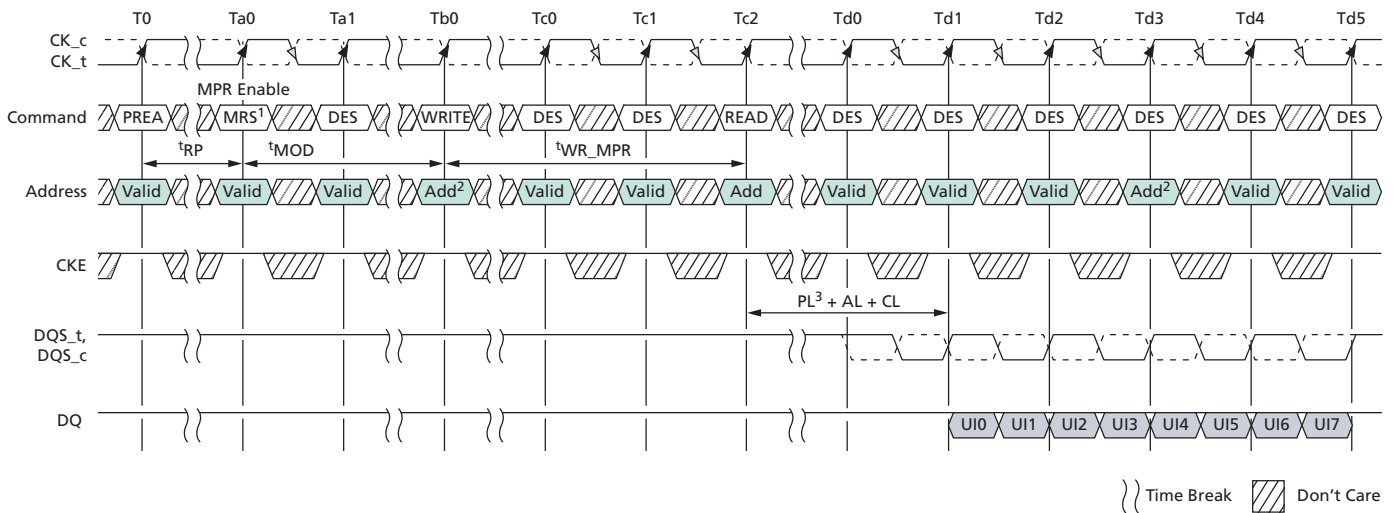 T0 Ta0 Ta1 Tb0 Tc0 Tc1 Tc2 Td0 Td1 Td2 Td3 Td4 Td5
CK_c
CK_t
MPR Enable
Command PREA MRS¹ DES WRITE DES DES READ DES DES DES DES DES DES
tRP tMOD tWR_MPR
Address Valid Valid Valid Add² Valid Valid Add Valid Valid Valid Add² Valid Valid
CKE
PL³ + AL + CL
DQS_t,
DQS_c
DQ UI0 UI1 UI2 UI3 UI4 UI5 UI6 UI7
Time Break Don't Care